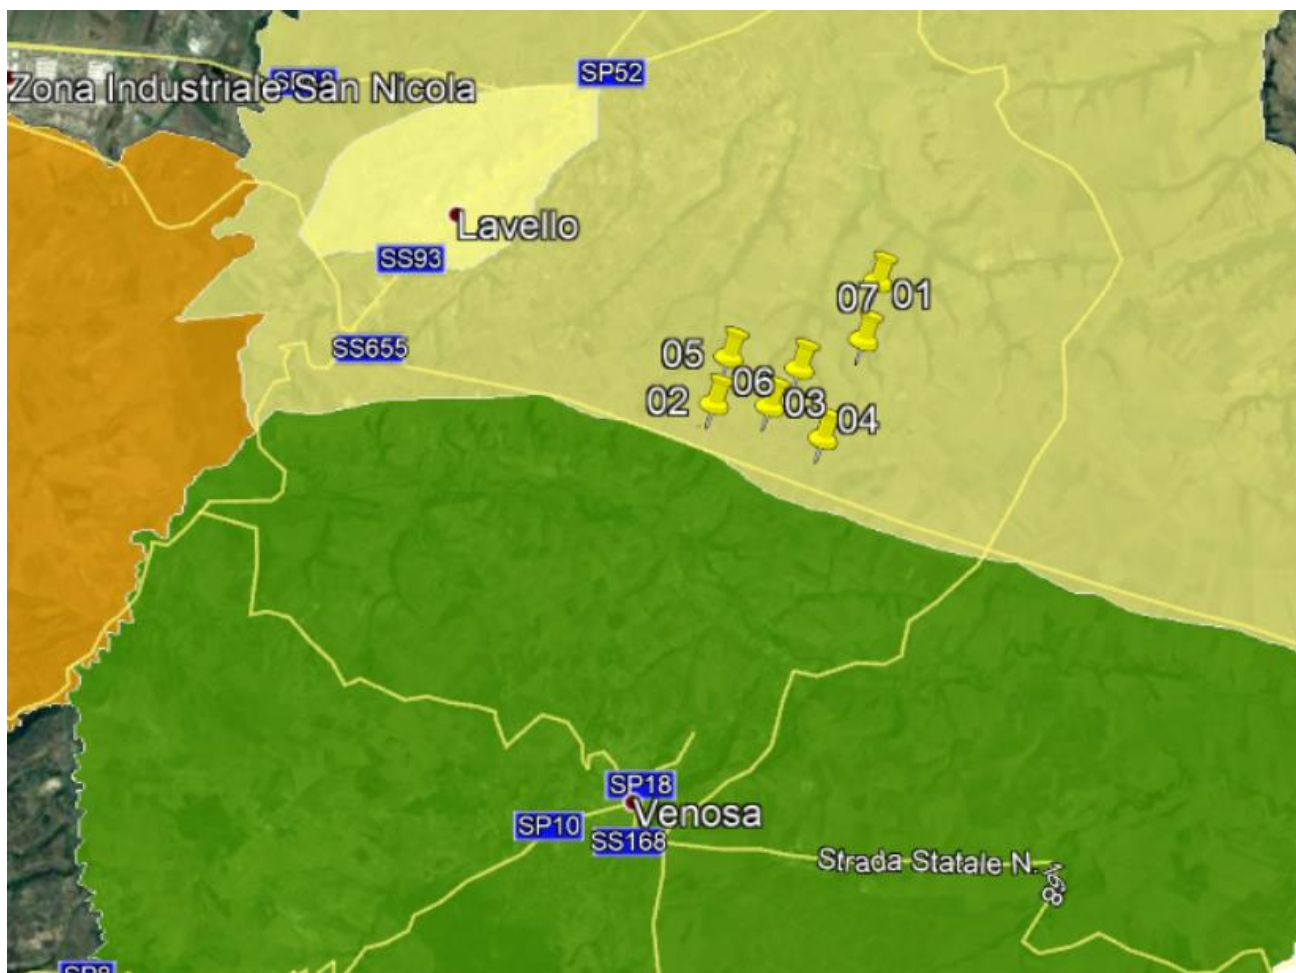 SP52
Zona Industriale San Nicola
Lavello
SS93
07 01
SS655
05
06
02
03
04
SP18
Venosa
SP10
SS168
Strada Statale N. 168
SP8